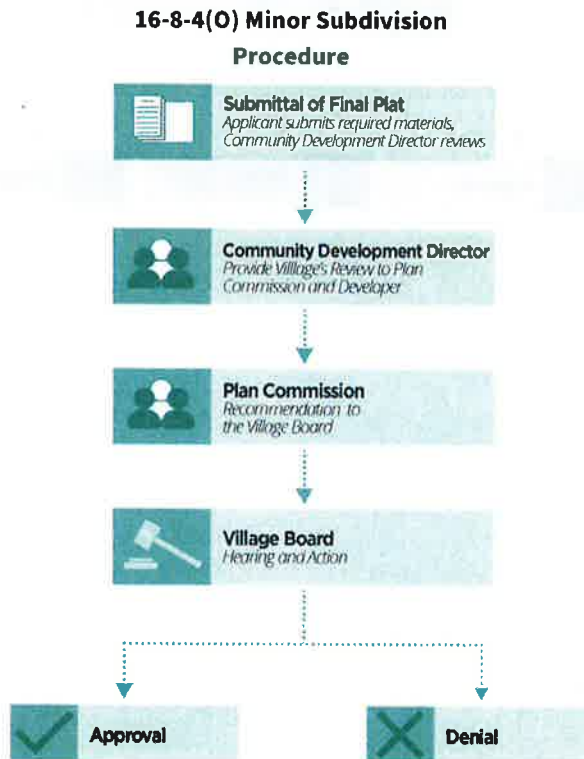 16-8-4(O) Minor Subdivision
Procedure
Submittal of Final Plat
Applicant submits required materials,
Community Development Director reviews
Community Development Director
Provide Villlage's Review to Plan
Commission and Developer
Plan Commission
Recommendation to
the Village Board
Village Board
Hearing and Action
Approval
Denial